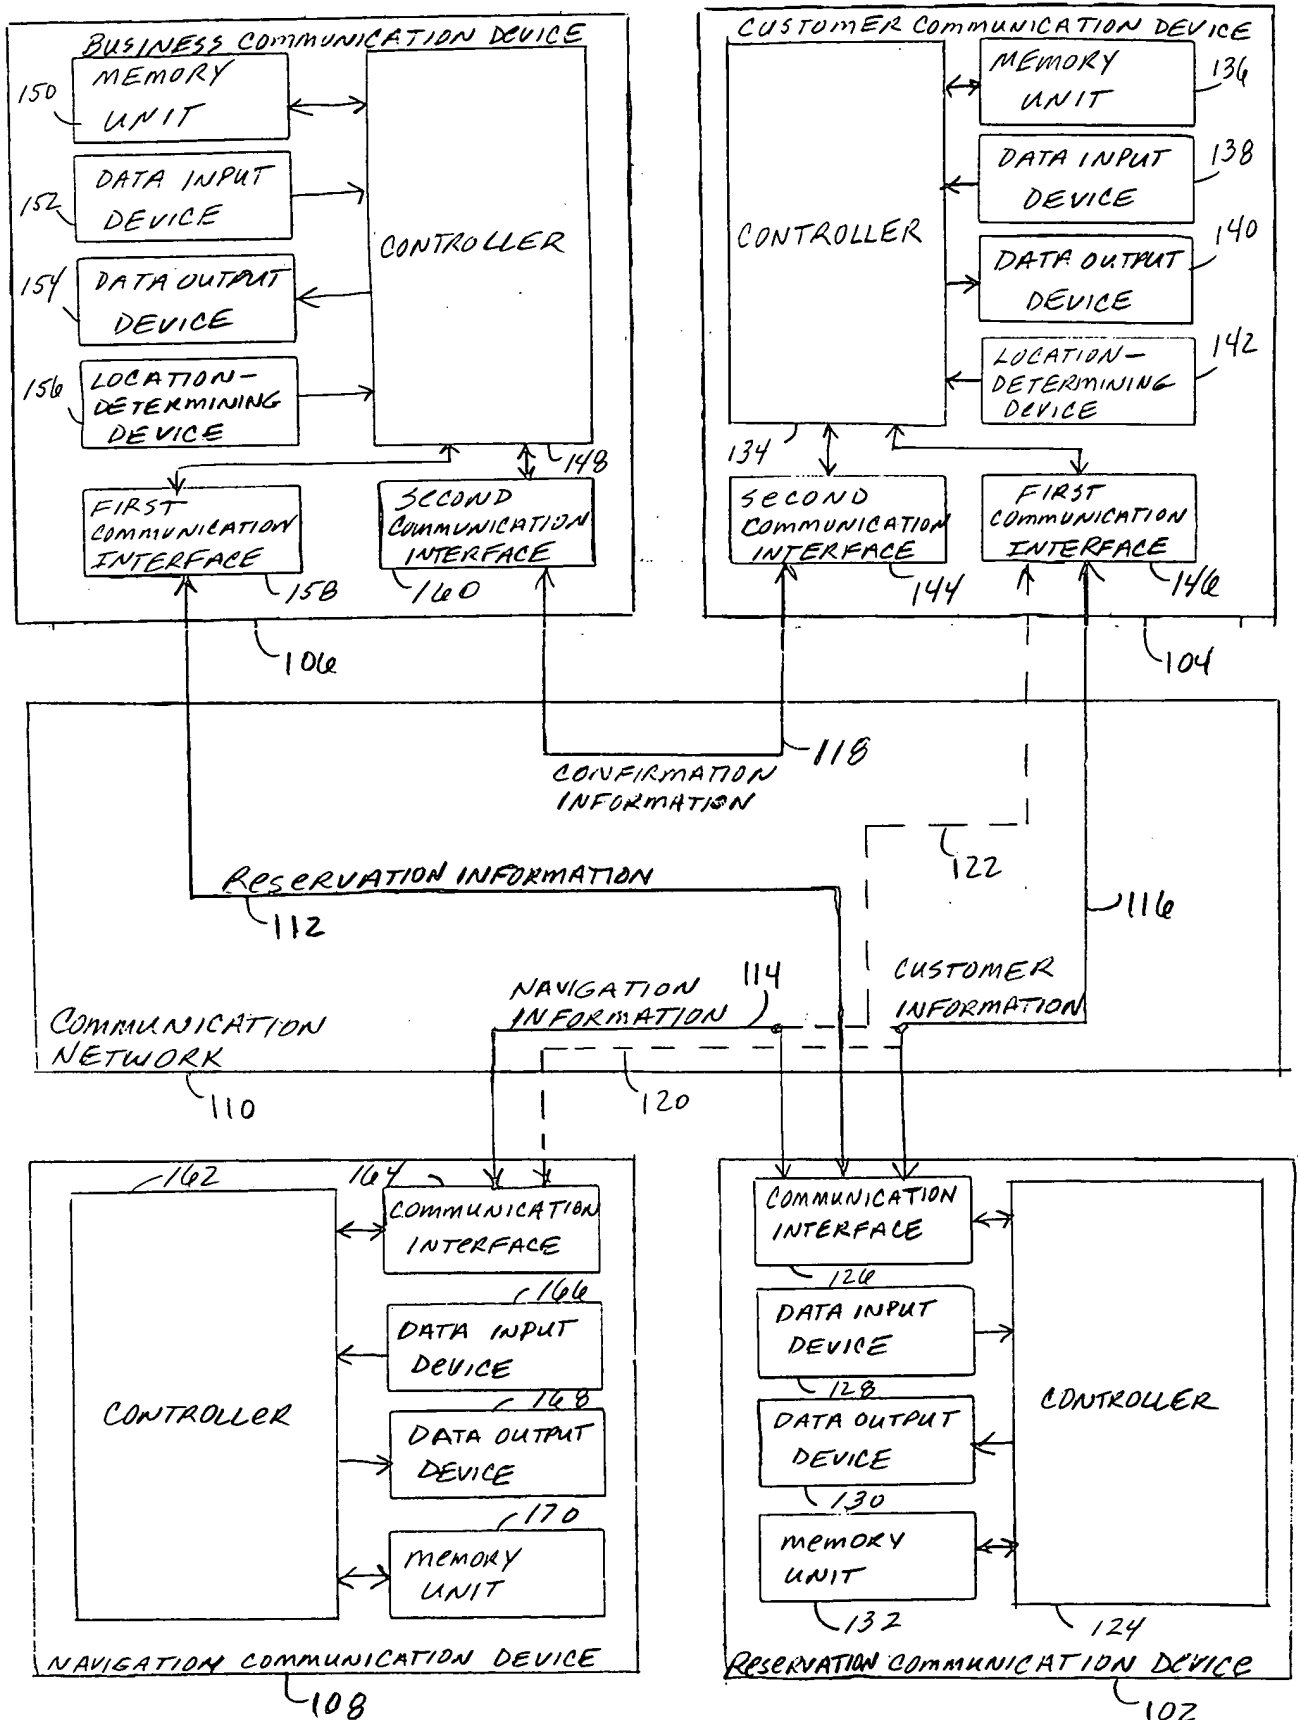 BUSINESS COMMUNICATION DEVICE
MEMORY
UNIT
150
DATA INPUT
DEVICE
152
DATA OUTPUT
DEVICE
154
LOCATION-
DETERMINING
DEVICE
156
CONTROLLER
148
FIRST
COMMUNICATION
INTERFACE
158
SECOND
COMMUNICATION
INTERFACE
160
106
CUSTOMER COMMUNICATION DEVICE
CONTROLLER
134
MEMORY
UNIT
136
DATA INPUT
DEVICE
138
DATA OUTPUT
DEVICE
140
LOCATION-
DETERMINING
DEVICE
142
SECOND
COMMUNICATION
INTERFACE
144
FIRST
COMMUNICATION
INTERFACE
146
104
118
CONFIRMATION
INFORMATION
122
RESERVATION INFORMATION
112
116
NAVIGATION
INFORMATION
114
CUSTOMER
INFORMATION
COMMUNICATION
NETWORK
110
120
162
164
COMMUNICATION
INTERFACE
166
DATA INPUT
DEVICE
168
DATA OUTPUT
DEVICE
170
MEMORY
UNIT
CONTROLLER
NAVIGATION COMMUNICATION DEVICE
108
COMMUNICATION
INTERFACE
126
DATA INPUT
DEVICE
128
DATA OUTPUT
DEVICE
130
MEMORY
UNIT
132
CONTROLLER
124
RESERVATION COMMUNICATION DEVICE
102